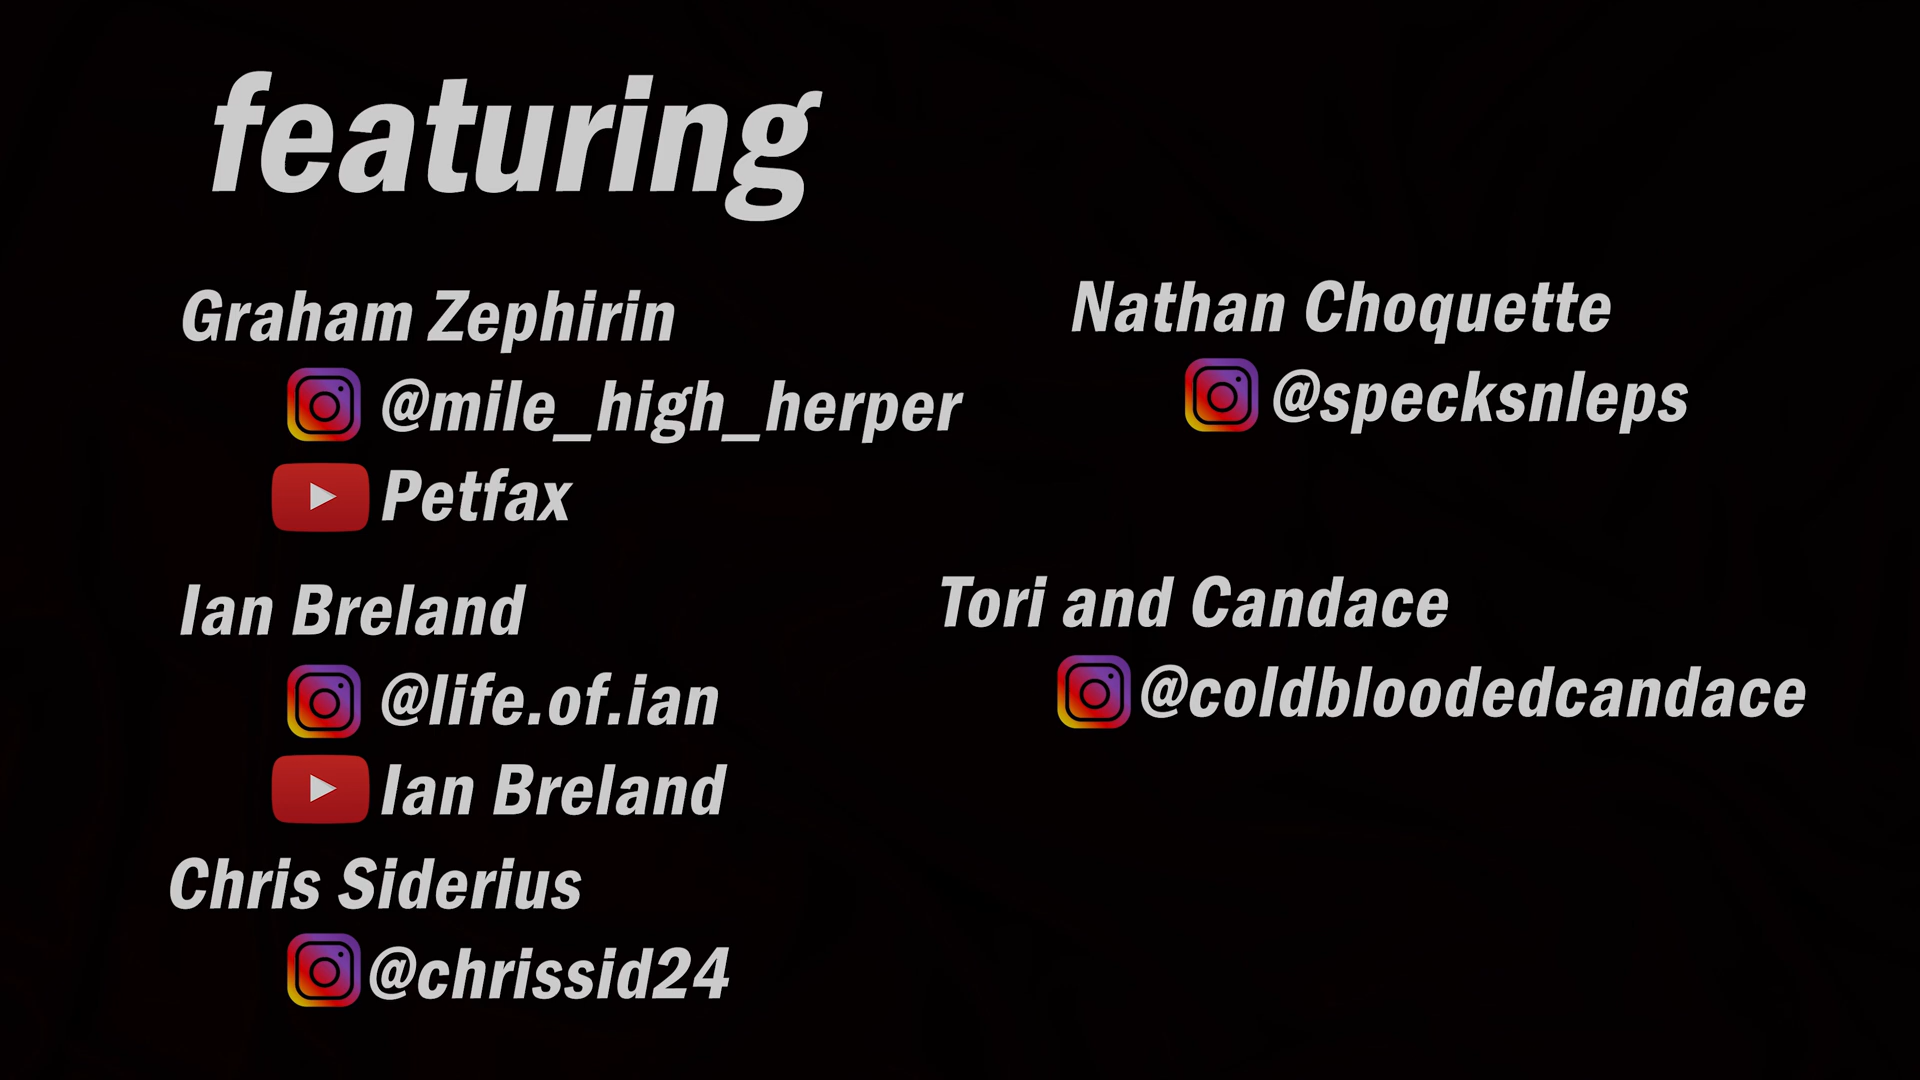 featuring
Graham Zephirin
@mile_high_herper
Petfax
Ian Breland
@life.of.ian
Ian Breland
Chris Siderius
@chrissid24
Nathan Choquette
@specksnleps
Tori and Candace
@coldbloodedcandace